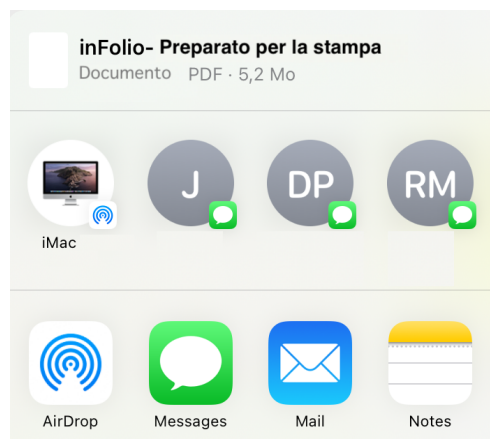 inFolio- Preparato per la stampa
Documento PDF · 5,2 Mo
J DP RM
iMac
AirDrop Messages Mail Notes